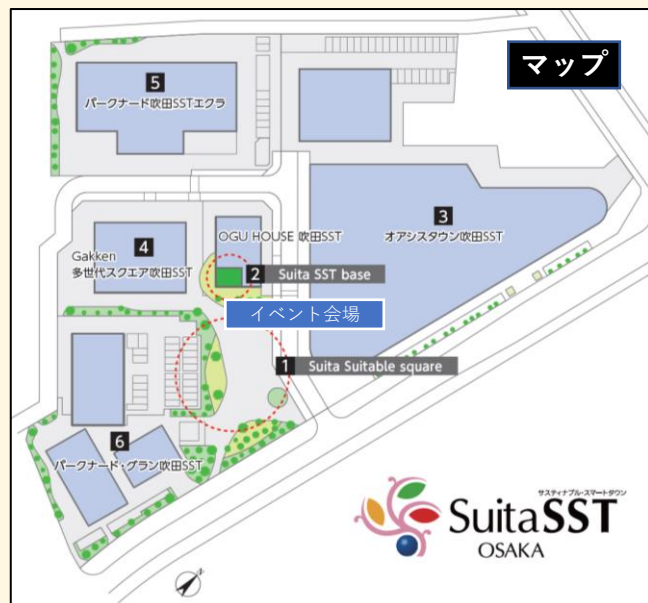 マップ
5
パークナード吹田SSTエクラ
3
オアシスタウン吹田SST
4
Gakken
多世代スクエア吹田SST
OGU HOUSE 吹田SST
2 Suita SST base
イベント会場
1 Suita Suitable square
6
パークナード・グラン吹田SST
サスティナブル・スマートタウン
SuitaSST
OSAKA